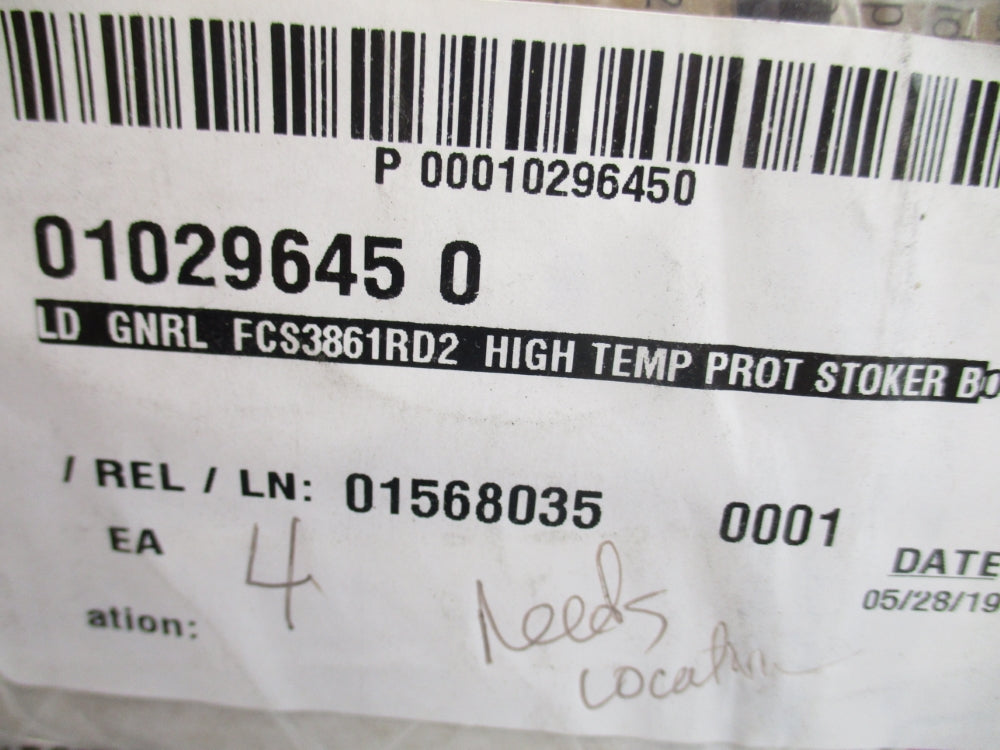 P 00010296450
01029645 0
LD GNRL FCS3861RD2 HIGH TEMP PROT STOKER BO
/ REL / LN: 01568035 0001
EA 4
DATE
05/28/19
ation:
Needs
Location